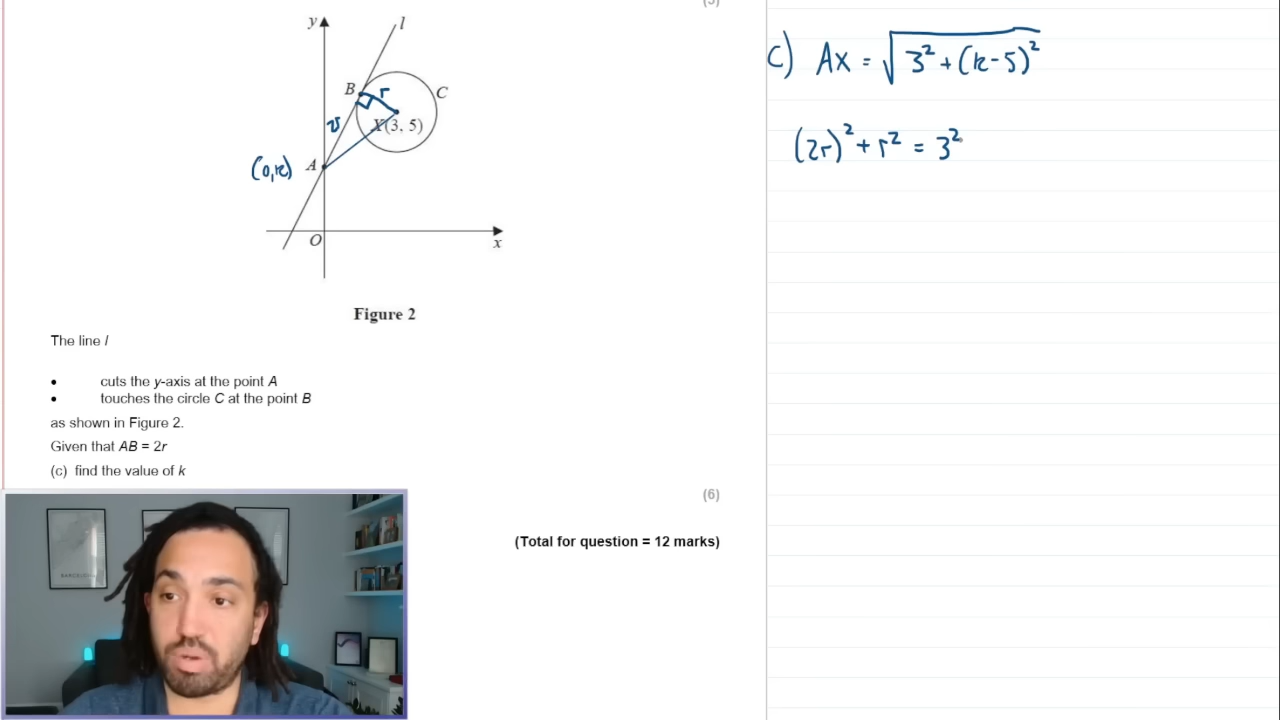 y
l
B
r
C
2r
X(3, 5)
(0,k)
A
O
x
Figure 2
The line l
• cuts the y-axis at the point A
• touches the circle C at the point B
as shown in Figure 2.
Given that AB = 2r
(c) find the value of k
(6)
(Total for question = 12 marks)
BARCELONA
c) AX = √(3² + (k-5)²)
(2r)² + r² = 3²